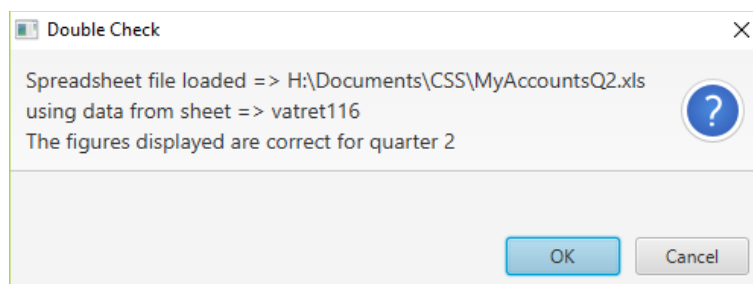 Double Check
Spreadsheet file loaded => H:\Documents\CSS\MyAccountsQ2.xls
using data from sheet => vatret116
The figures displayed are correct for quarter 2
?
OK
Cancel